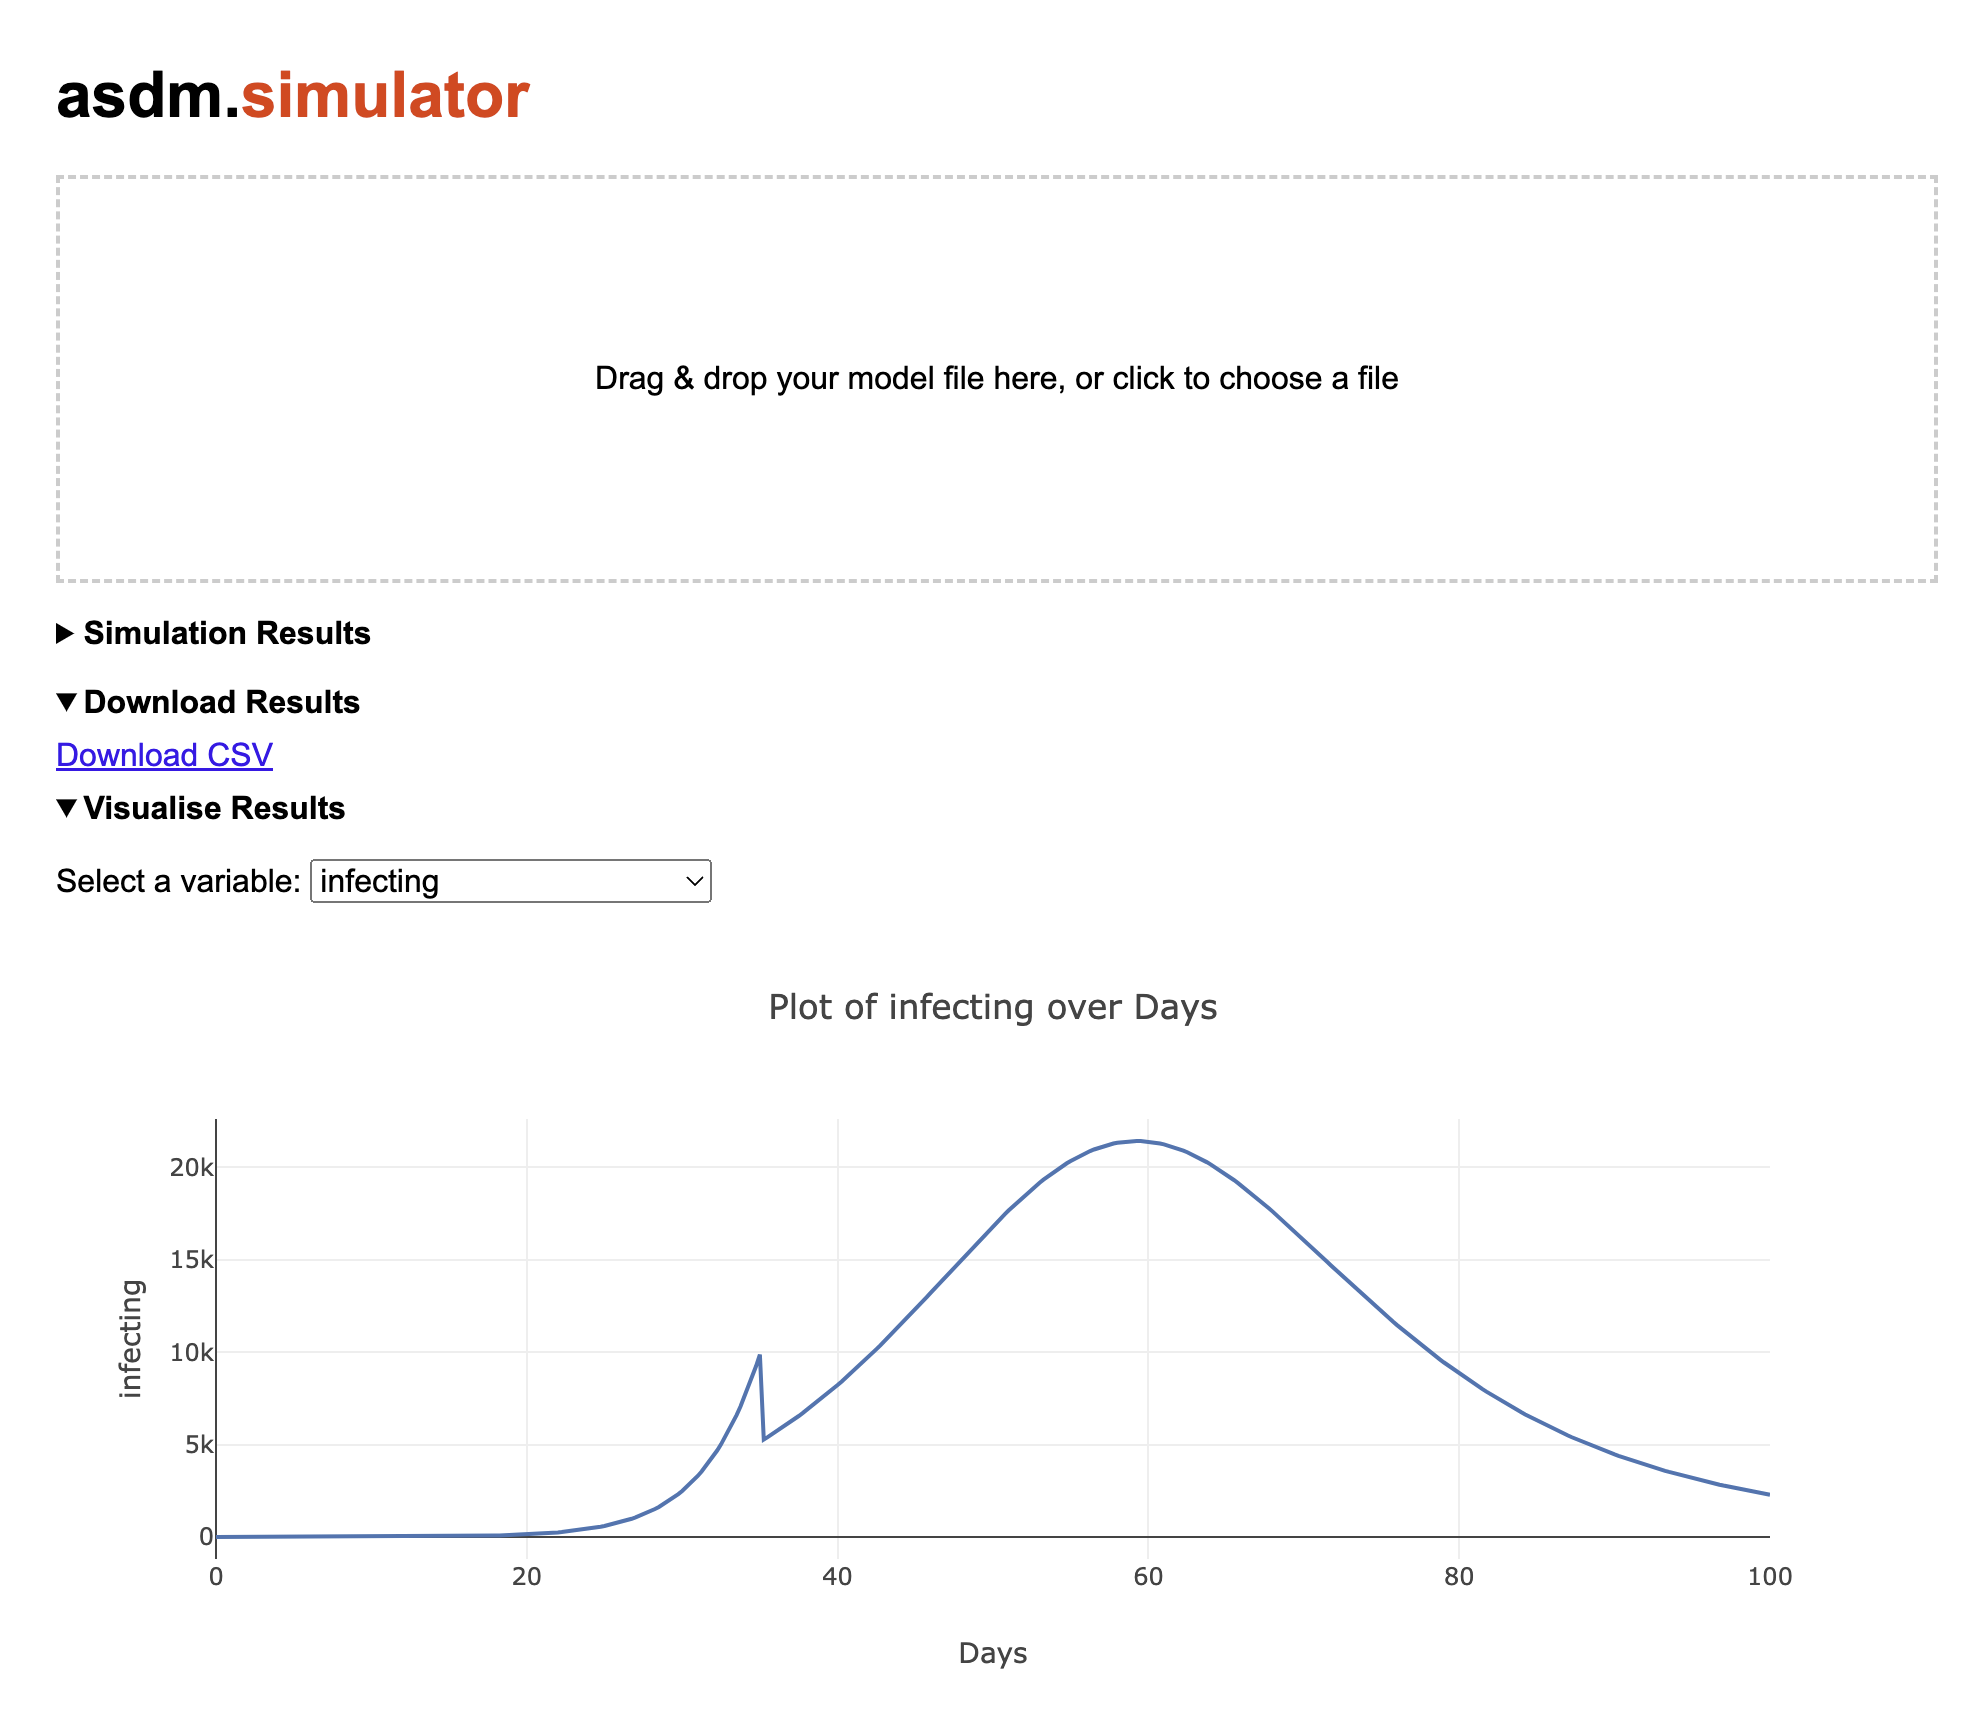 asdm.simulator
Drag & drop your model file here, or click to choose a file
Simulation Results
Download Results
Download CSV
Visualise Results
Select a variable: infecting
Plot of infecting over Days
20k
15k
10k
5k
0
infecting
0 20 40 60 80 100
Days